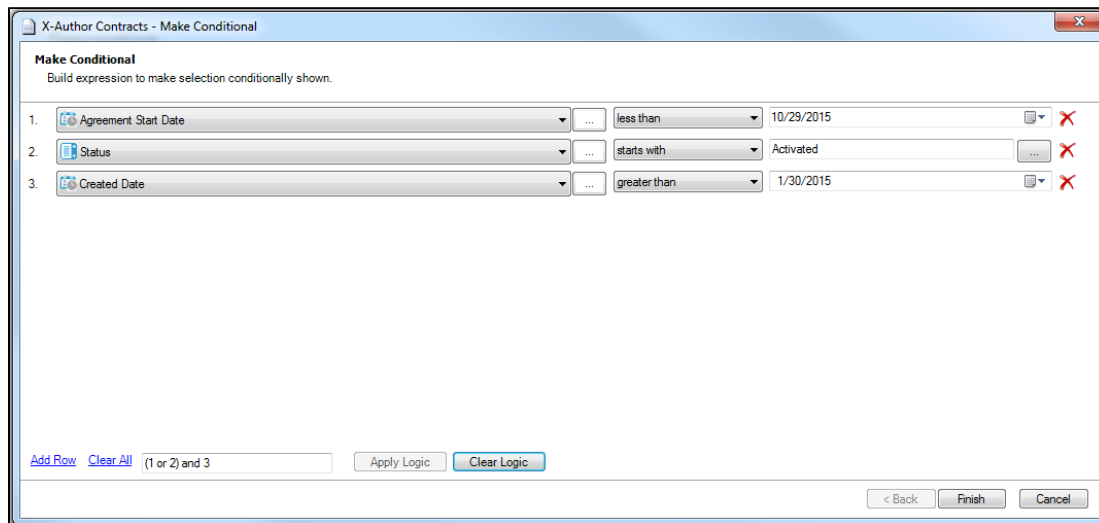 X-Author Contracts - Make Conditional
X
Make Conditional
Build expression to make selection conditionally shown.
1. Agreement Start Date ... less than 10/29/2015
2. Status ... starts with Activated ...
3. Created Date ... greater than 1/30/2015
Add Row Clear All (1 or 2) and 3 Apply Logic Clear Logic
< Back Finish Cancel